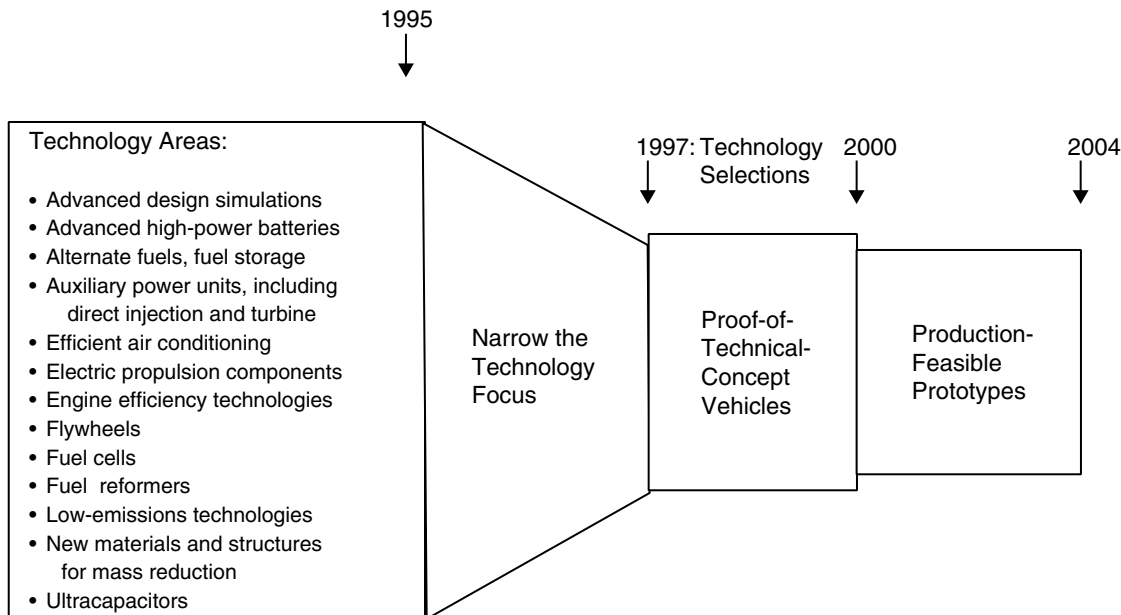 1995
Technology Areas:
• Advanced design simulations
• Advanced high-power batteries
• Alternate fuels, fuel storage
• Auxiliary power units, including
direct injection and turbine
• Efficient air conditioning
• Electric propulsion components
• Engine efficiency technologies
• Flywheels
• Fuel cells
• Fuel reformers
• Low-emissions technologies
• New materials and structures
for mass reduction
• Ultracapacitors
Narrow the
Technology
Focus
1997: Technology
Selections
2000
2004
Proof-of-
Technical-
Concept
Vehicles
Production-
Feasible
Prototypes